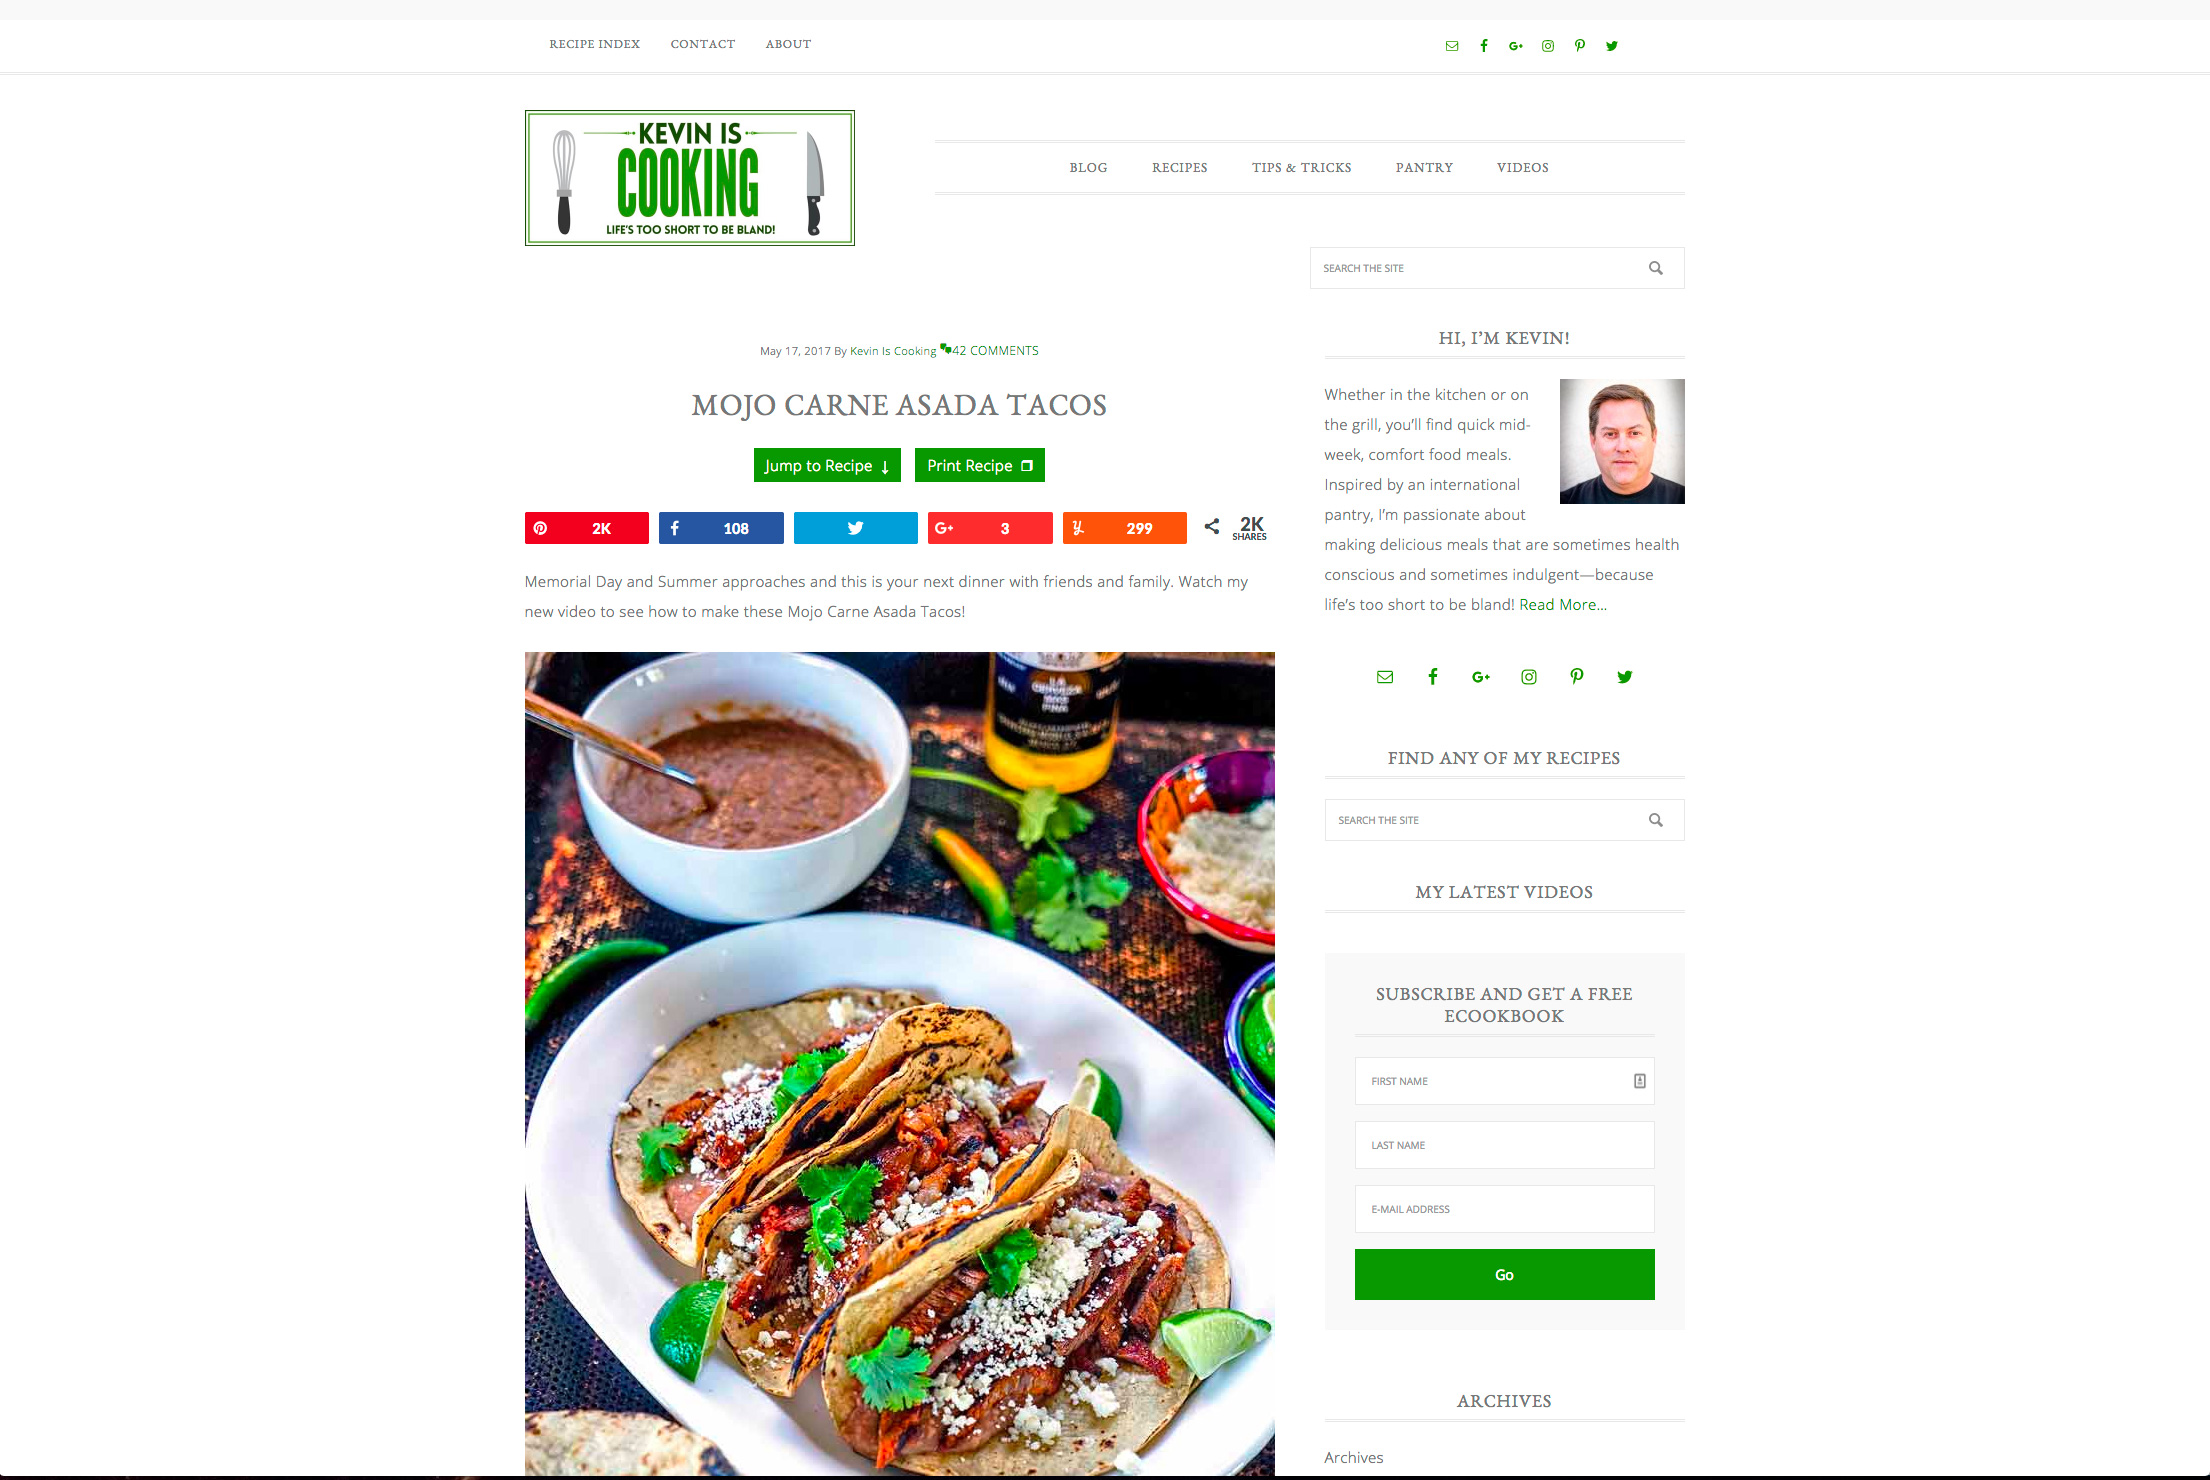 RECIPE INDEX CONTACT ABOUT
KEVIN IS
COOKING
LIFE'S TOO SHORT TO BE BLAND!
BLOG RECIPES TIPS & TRICKS PANTRY VIDEOS
SEARCH THE SITE
May 17, 2017 By Kevin Is Cooking 42 COMMENTS
MOJO CARNE ASADA TACOS
Jump to Recipe ↓ Print Recipe
2K 108 3 299 2K
SHARES
Memorial Day and Summer approaches and this is your next dinner with friends and family. Watch my
new video to see how to make these Mojo Carne Asada Tacos!
HI, I'M KEVIN!
Whether in the kitchen or on
the grill, you'll find quick mid-
week, comfort food meals.
Inspired by an international
pantry, I'm passionate about
making delicious meals that are sometimes health
conscious and sometimes indulgent—because
life's too short to be bland! Read More...
FIND ANY OF MY RECIPES
SEARCH THE SITE
MY LATEST VIDEOS
SUBSCRIBE AND GET A FREE
ECOOKBOOK
FIRST NAME
LAST NAME
E-MAIL ADDRESS
Go
ARCHIVES
Archives